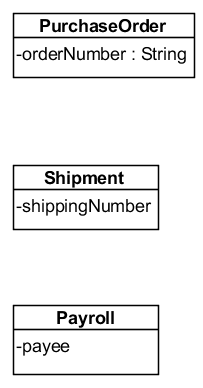 PurchaseOrder
-orderNumber : String
Shipment
-shippingNumber
Payroll
-payee